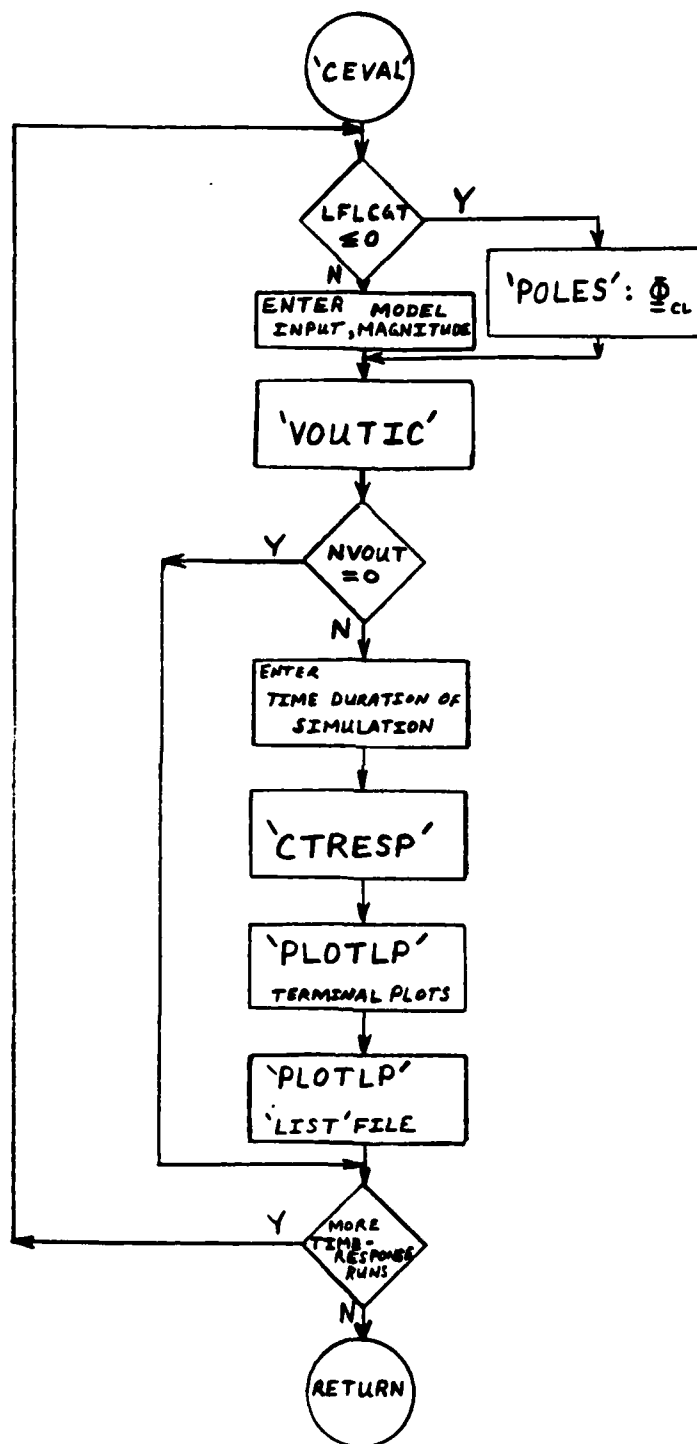 'CEVAL'
LFLCGT
≤0
Y
N
'POLES': Φ_CL
ENTER MODEL
INPUT, MAGNITUDE
'VOUTIC'
NVOUT
=0
Y
N
ENTER
TIME DURATION OF
SIMULATION
'CTRESP'
'PLOTLP'
TERMINAL PLOTS
'PLOTLP'
'LIST' FILE
MORE
TIME-
RESPONSE
RUNS
Y
N
RETURN